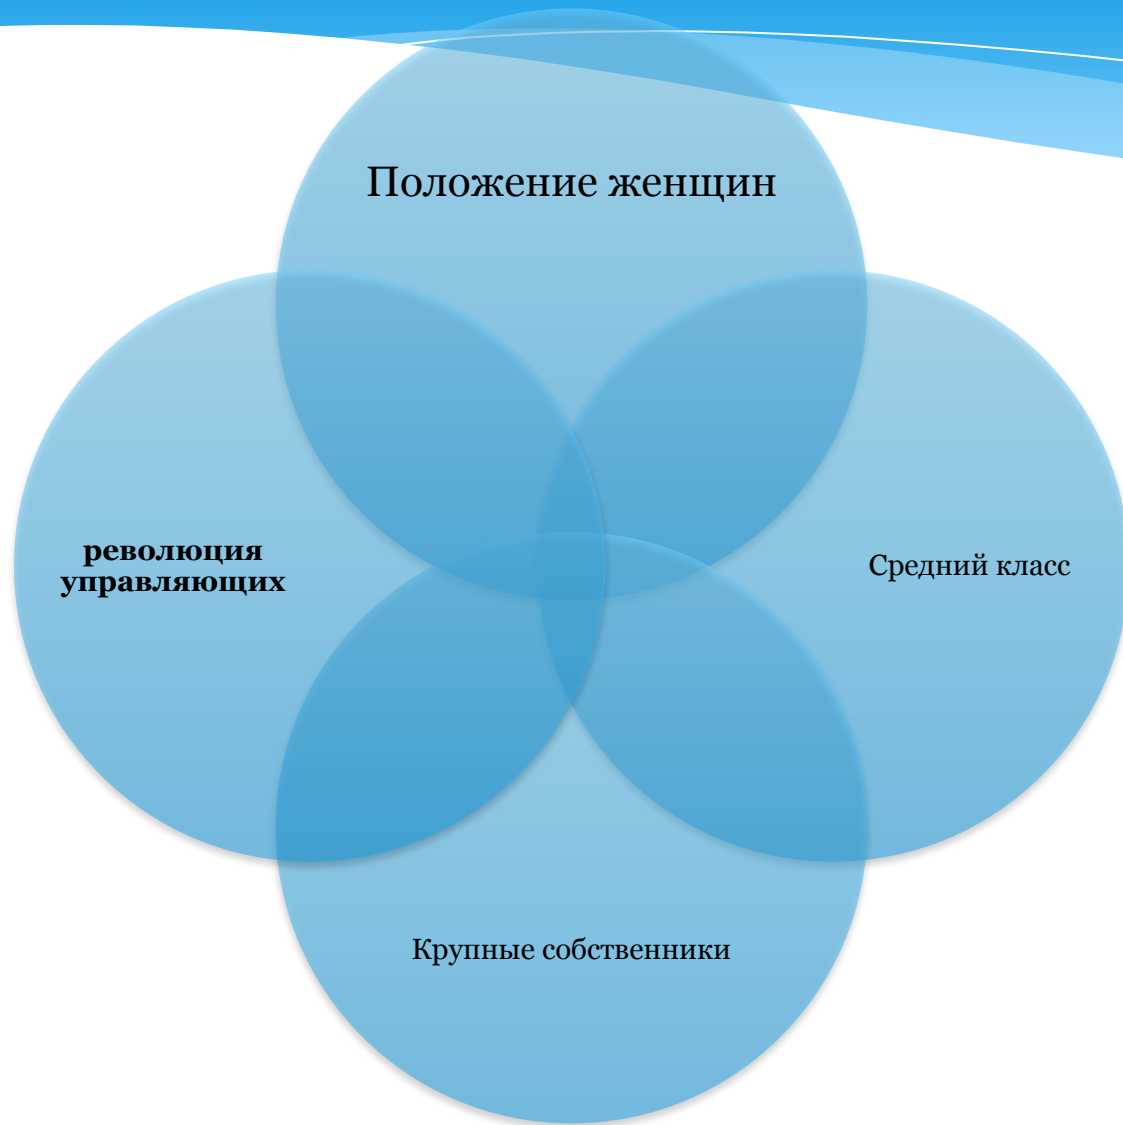 Положение женщин
революция
управляющих
Средний класс
Крупные собственники